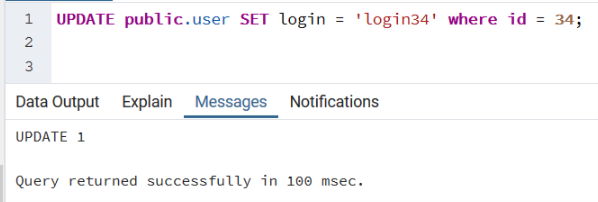 1 UPDATE public.user SET login = 'login34' where id = 34;
2
3
Data Output Explain Messages Notifications
UPDATE 1
Query returned successfully in 100 msec.